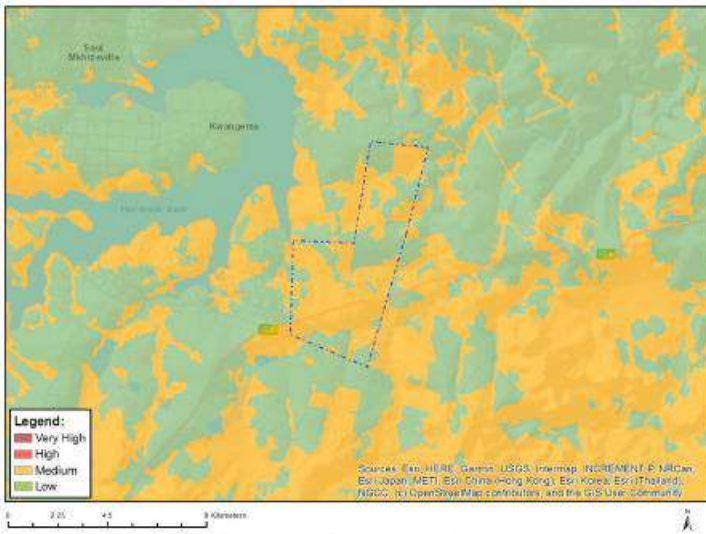 Saul
Mkhizeville
Kwangema
Legend:
Very High
High
Medium
Low
Sources: Esri, HERE, Garmin, USGS, Intermap, INCREMENT P, NRCan,
Esri Japan, METI, Esri China (Hong Kong), Esri Korea, Esri (Thailand),
NGCC, (c) OpenStreetMap contributors, and the GIS User Community
0 2.25 4.5 9 Kilometers
N